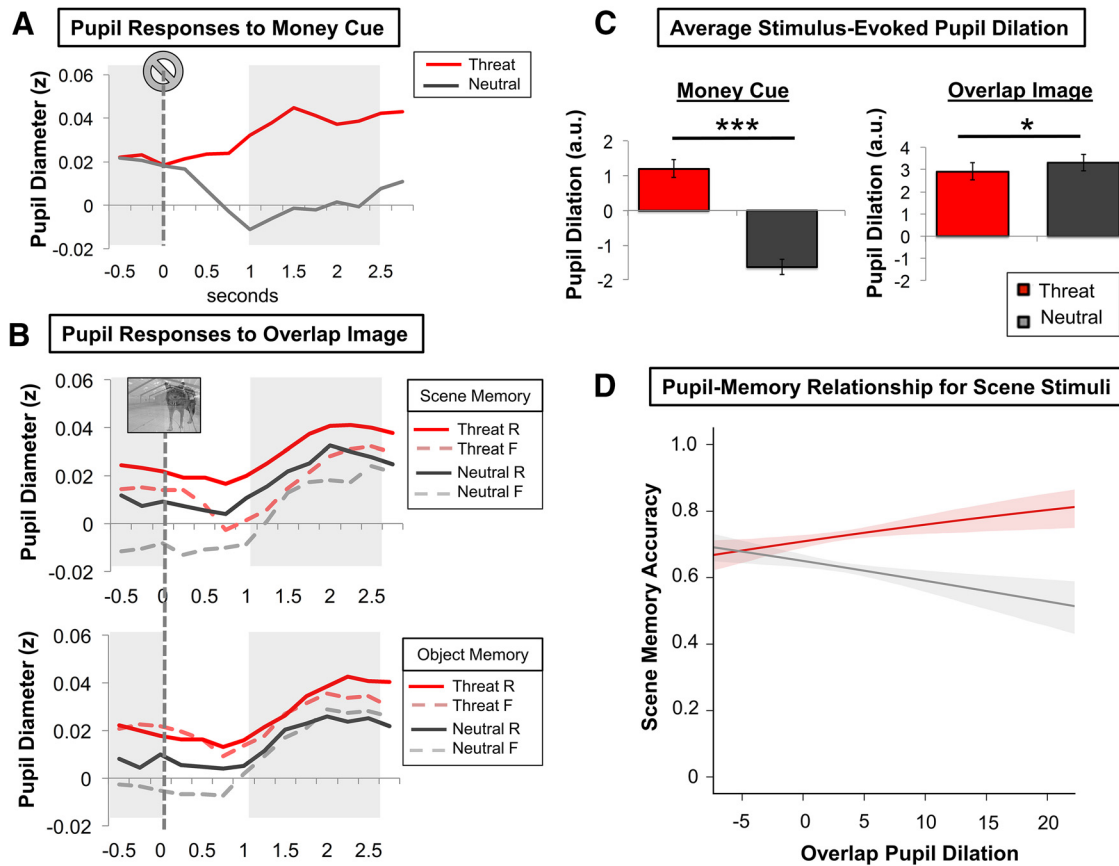 A
Pupil Responses to Money Cue
Pupil Diameter (z)
0.06
0.04
0.02
0
-0.02
-0.5 0 0.5 1 1.5 2 2.5
seconds
Threat
Neutral
B
Pupil Responses to Overlap Image
Pupil Diameter (z)
0.06
0.04
0.02
0
-0.02
-0.5 0 0.5 1 1.5 2 2.5
Scene Memory
Threat R
Threat F
Neutral R
Neutral F
Pupil Diameter (z)
0.06
0.04
0.02
0
-0.02
-0.5 0 0.5 1 1.5 2 2.5
Object Memory
Threat R
Threat F
Neutral R
Neutral F
C
Average Stimulus-Evoked Pupil Dilation
Money Cue
***
Pupil Dilation (a.u.)
2
1
0
-1
-2
Overlap Image
*
Pupil Dilation (a.u.)
4
3
2
1
0
-1
-2
Threat
Neutral
D
Pupil-Memory Relationship for Scene Stimuli
Scene Memory Accuracy
1.0
0.8
0.6
0.4
0.2
0
-5 0 5 10 15 20
Overlap Pupil Dilation